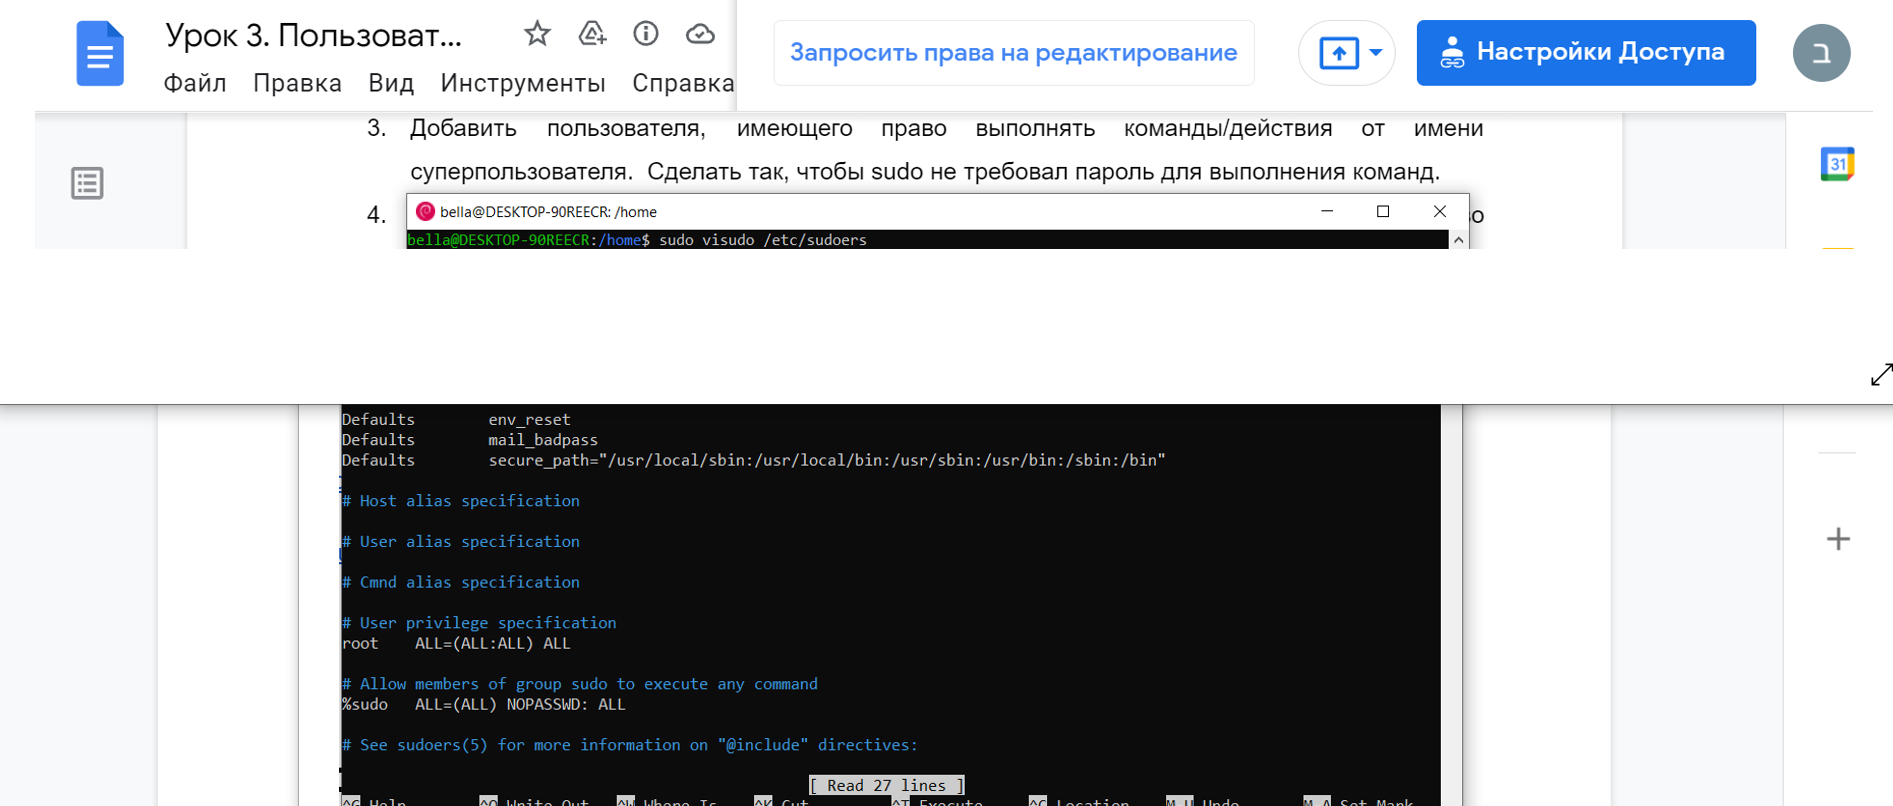 Урок 3. Пользоват...
Файл Правка Вид Инструменты Справка
Запросить права на редактирование
Настройки Доступа
ב
3. Добавить пользователя, имеющего право выполнять команды/действия от имени
суперпользователя. Сделать так, чтобы sudo не требовал пароль для выполнения команд.
31
4.
bella@DESKTOP-90REECR: /home
bella@DESKTOP-90REECR:/home$ sudo visudo /etc/sudoers
Defaults env_reset
Defaults mail_badpass
Defaults secure_path="/usr/local/sbin:/usr/local/bin:/usr/sbin:/usr/bin:/sbin:/bin"
# Host alias specification
# User alias specification
# Cmnd alias specification
# User privilege specification
root ALL=(ALL:ALL) ALL
# Allow members of group sudo to execute any command
%sudo ALL=(ALL) NOPASSWD: ALL
# See sudoers(5) for more information on "@include" directives:
[ Read 27 lines ]
^G Help ^O Write Out ^W Where Is ^K Cut ^T Execute ^C Location M-U Undo M-A Set Mark